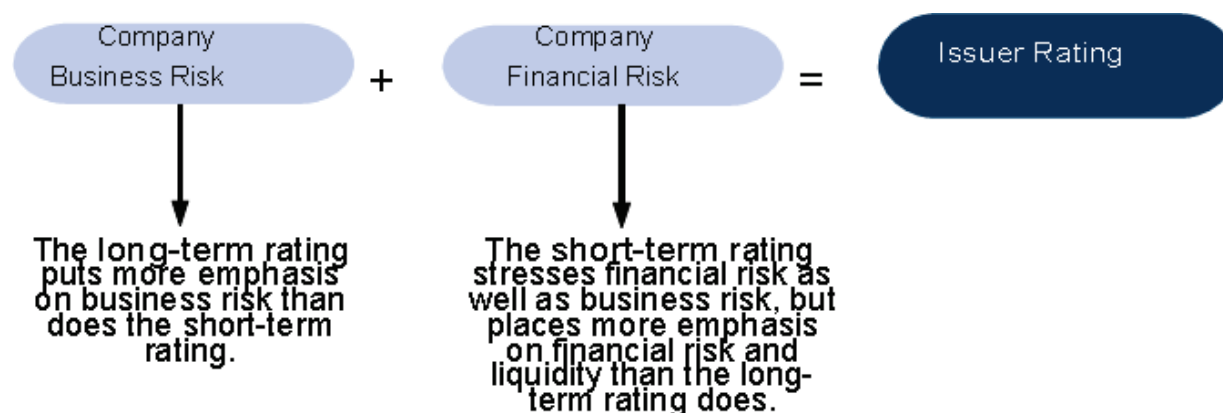 Company
Business Risk
+
Company
Financial Risk
=
Issuer Rating
The long-term rating
puts more emphasis
on business risk than
does the short-term
rating.
The short-term rating
stresses financial risk as
well as business risk, but
places more emphasis
on financial risk and
liquidity than the long-
term rating does.